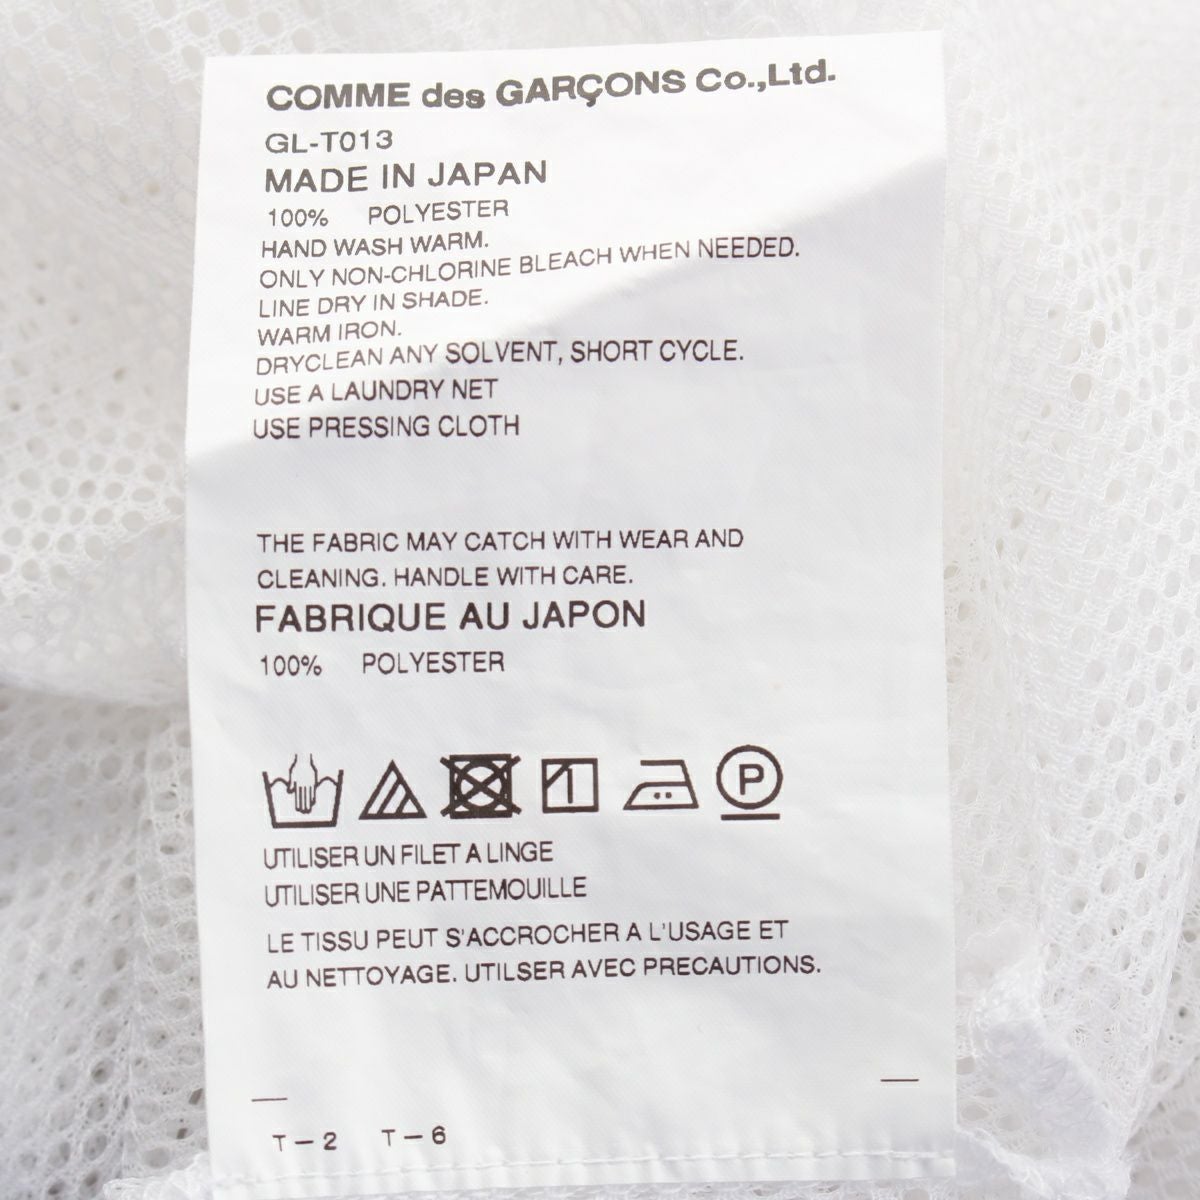 COMME des GARÇONS Co.,Ltd.
GL-T013
MADE IN JAPAN
100% POLYESTER
HAND WASH WARM.
ONLY NON-CHLORINE BLEACH WHEN NEEDED.
LINE DRY IN SHADE.
WARM IRON.
DRYCLEAN ANY SOLVENT, SHORT CYCLE.
USE A LAUNDRY NET
USE PRESSING CLOTH
THE FABRIC MAY CATCH WITH WEAR AND
CLEANING. HANDLE WITH CARE.
FABRIQUE AU JAPON
100% POLYESTER
P
UTILISER UN FILET A LINGE
UTILISER UNE PATTEMOUILLE
LE TISSU PEUT S'ACCROCHER A L'USAGE ET
AU NETTOYAGE. UTILSER AVEC PRECAUTIONS.
T-2 T-6